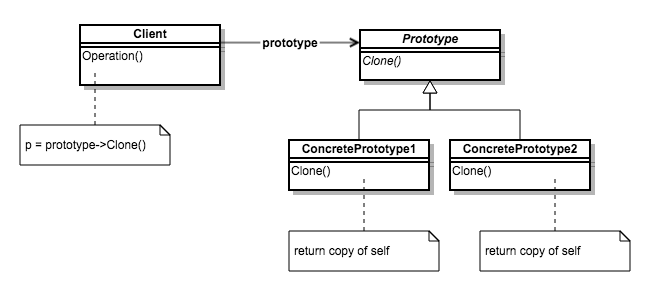 Client
Operation()
prototype
Prototype
Clone()
p = prototype->Clone()
ConcretePrototype1
Clone()
ConcretePrototype2
Clone()
return copy of self
return copy of self